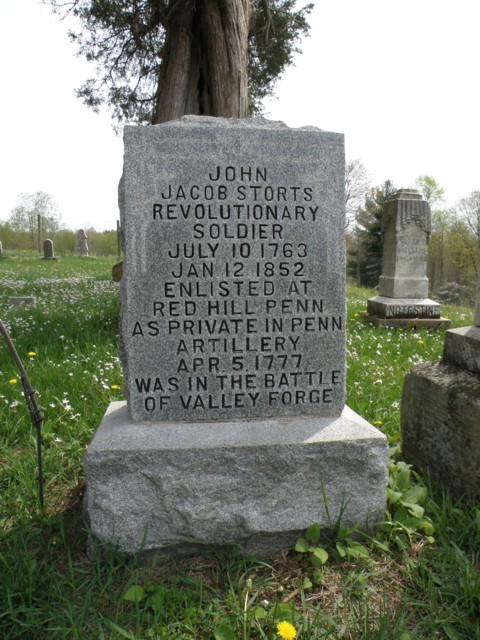 JOHN
JACOB STORTS
REVOLUTIONARY
SOLDIER
JULY 10 1763
JAN 12 1852
ENLISTED AT
RED HILL PENN
AS PRIVATE IN PENN
ARTILLERY
APR 5, 1777
WAS IN THE BATTLE
OF VALLEY FORGE